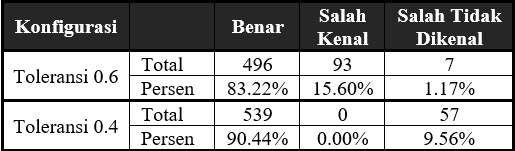 Konfigurasi Benar Salah Kenal Salah Tidak Dikenal
Toleransi 0.6 Total 496 93 7
Persen 83.22% 15.60% 1.17%
Toleransi 0.4 Total 539 0 57
Persen 90.44% 0.00% 9.56%